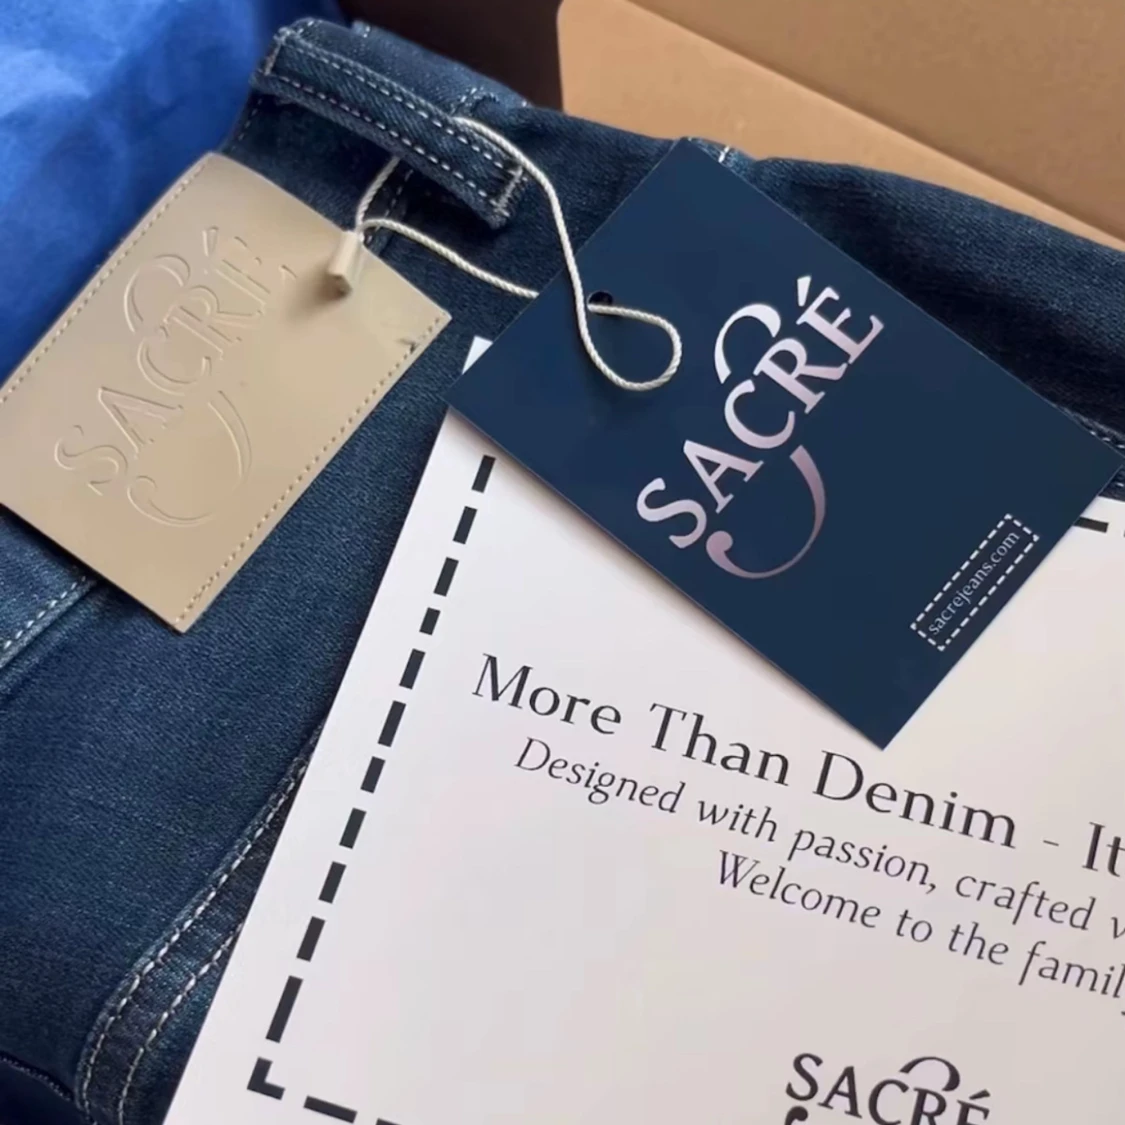 SACRÉ
SACRÉ
sacrejeans.com
More Than Denim - It
Designed with passion, crafted
Welcome to the famil
SACRÉ